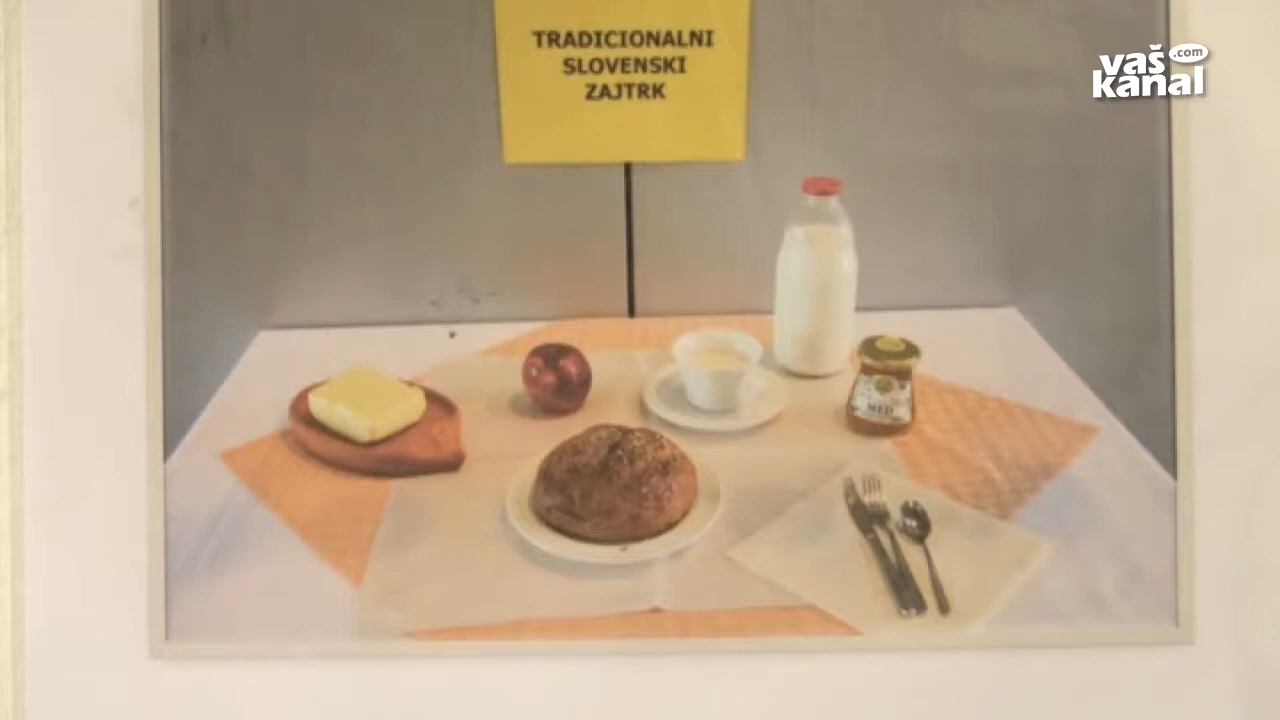 TRADICIONALNI
SLOVENSKI
ZAJTRK
vaš
.com
kanal
MED